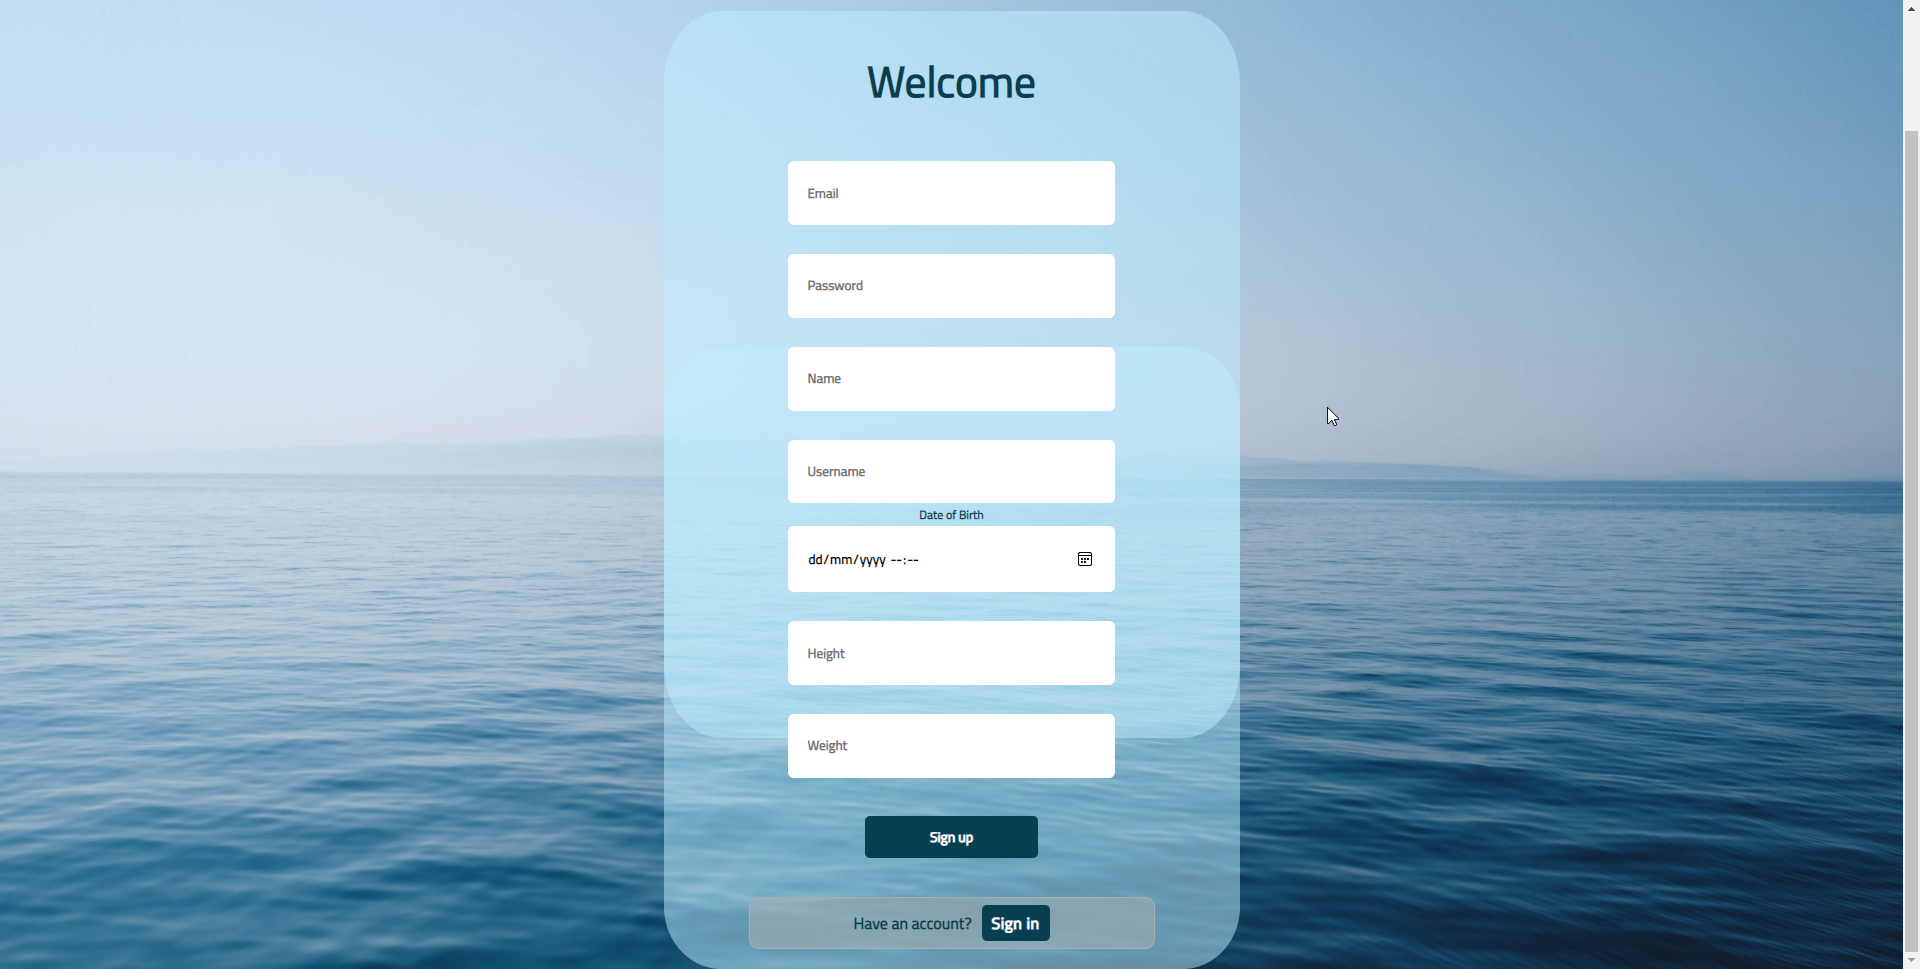 Welcome
Email
Password
Name
Username
Date of Birth
dd/mm/yyyy --:--
Height
Weight
Sign up
Have an account? Sign in